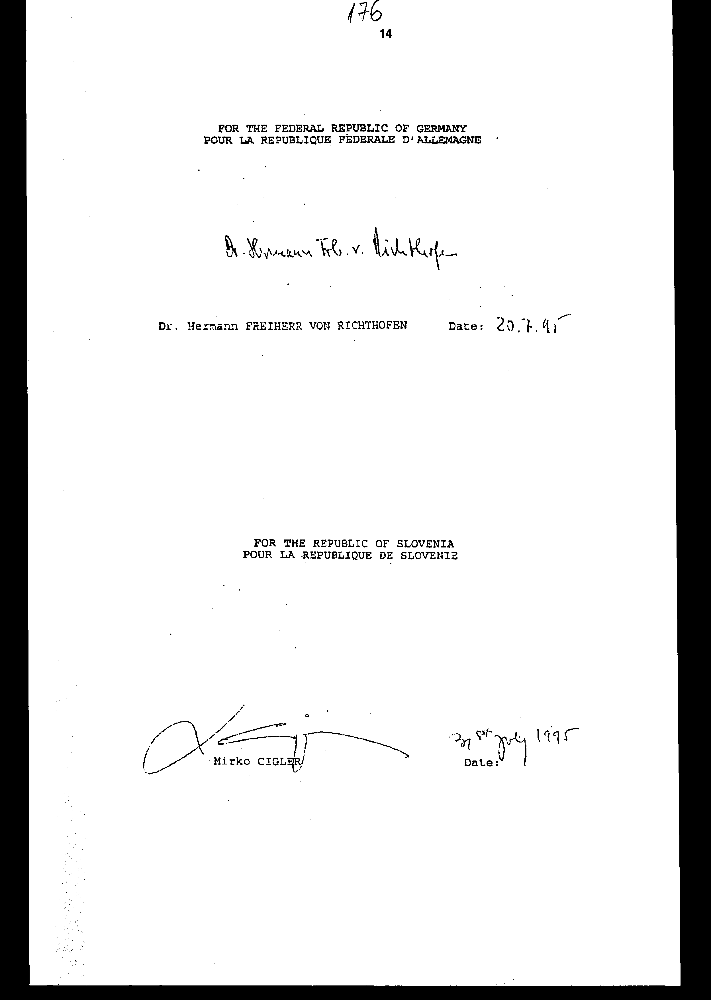 176
14
FOR THE FEDERAL REPUBLIC OF GERMANY
POUR LA REPUBLIQUE FEDERALE D'ALLEMAGNE
Dr. Hermann Frh. v. Richthofen
Dr. Hermann FREIHERR VON RICHTHOFEN Date: 20.7.95
FOR THE REPUBLIC OF SLOVENIA
POUR LA REPUBLIQUE DE SLOVENIE
july 1995
Mirko CIGLER Date: